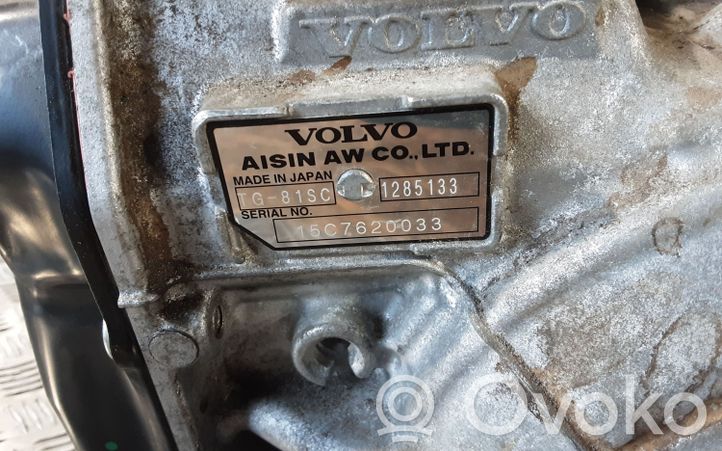 VOLVO
VOLVO
AISIN AW CO.,LTD.
MADE IN JAPAN
TG-81SC 1285133
SERIAL NO.
15C7620033
Ovoko